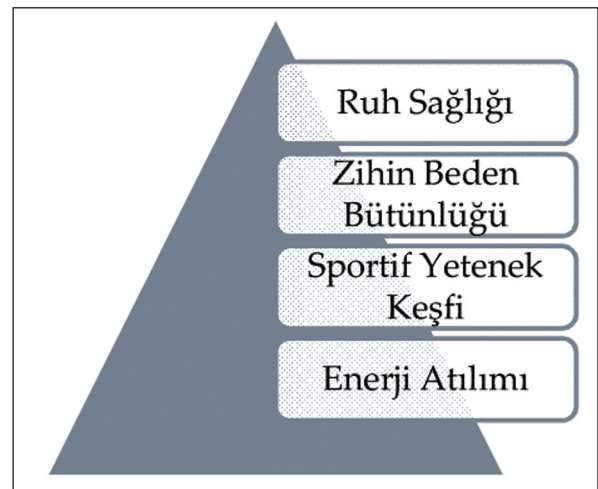 Ruh Sağlığı
Zihin Beden
Bütünlüğü
Sportif Yetenek
Keşfi
Enerji Atılımı